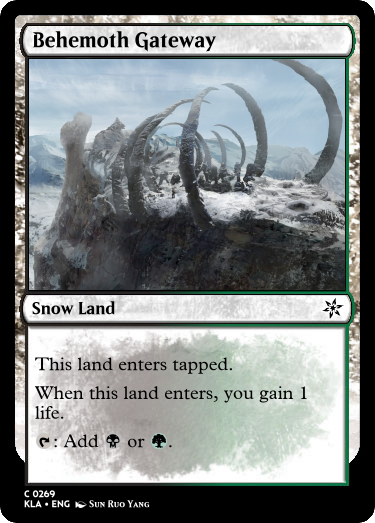 Behemoth Gateway
Snow Land
This land enters tapped.
When this land enters, you gain 1
life.
: Add or .
C 0269
KLA • ENG Sun Ruo Yang